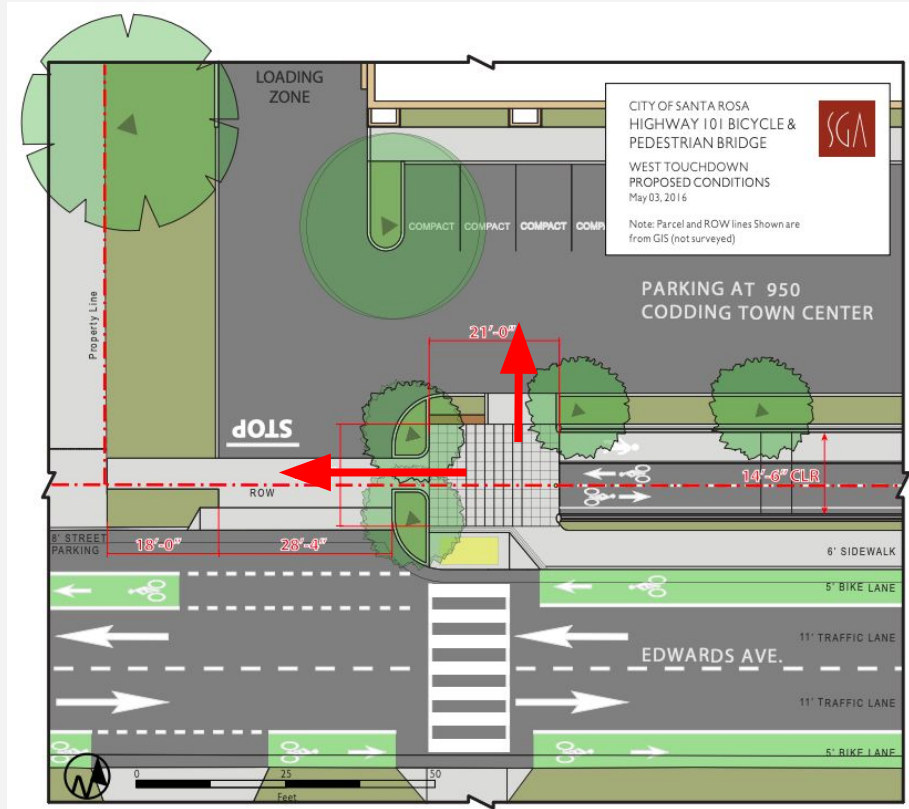 LOADING
ZONE
CITY OF SANTA ROSA
HIGHWAY 101 BICYCLE &
PEDESTRIAN BRIDGE
SGA
WEST TOUCHDOWN
PROPOSED CONDITIONS
May 03, 2016
Note: Parcel and ROW lines Shown are
from GIS (not surveyed)
COMPACT
COMPACT
COMPACT
PARKING AT 950
CODDING TOWN CENTER
Property Line
21'-0"
STOP
ROW
14'-6" CLR
8' STREET
PARKING
18'-0"
28'-4"
6' SIDEWALK
5' BIKE LANE
11' TRAFFIC LANE
EDWARDS AVE.
11' TRAFFIC LANE
5' BIKE LANE
N
0
25
50
Feet